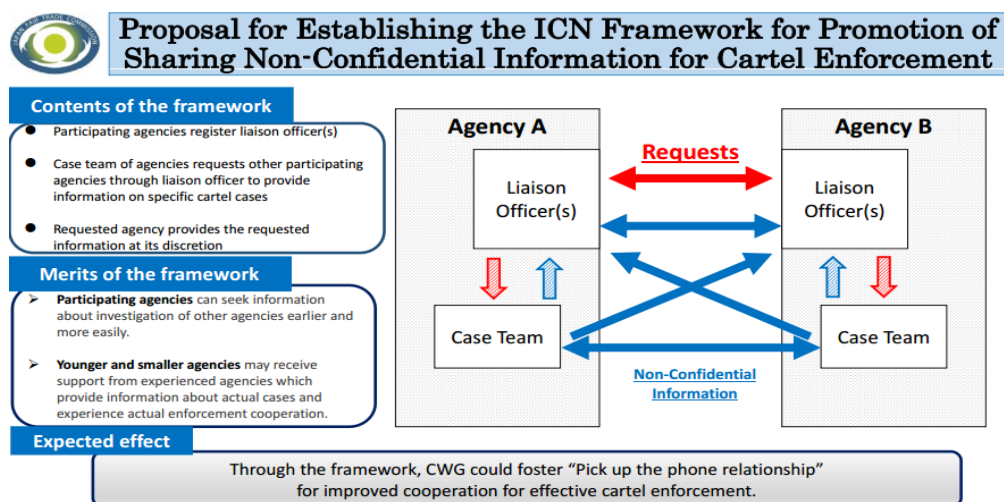 JAPAN FAIR TRADE COMMISSION
Proposal for Establishing the ICN Framework for Promotion of
Sharing Non-Confidential Information for Cartel Enforcement
Contents of the framework
● Participating agencies register liaison officer(s)
● Case team of agencies requests other participating
agencies through liaison officer to provide
information on specific cartel cases
● Requested agency provides the requested
information at its discretion
Merits of the framework
➢ Participating agencies can seek information
about investigation of other agencies earlier and
more easily.
➢ Younger and smaller agencies may receive
support from experienced agencies which
provide information about actual cases and
experience actual enforcement cooperation.
Agency A
Liaison
Officer(s)
Case Team
Requests
Non-Confidential
Information
Agency B
Liaison
Officer(s)
Case Team
Expected effect
Through the framework, CWG could foster “Pick up the phone relationship”
for improved cooperation for effective cartel enforcement.